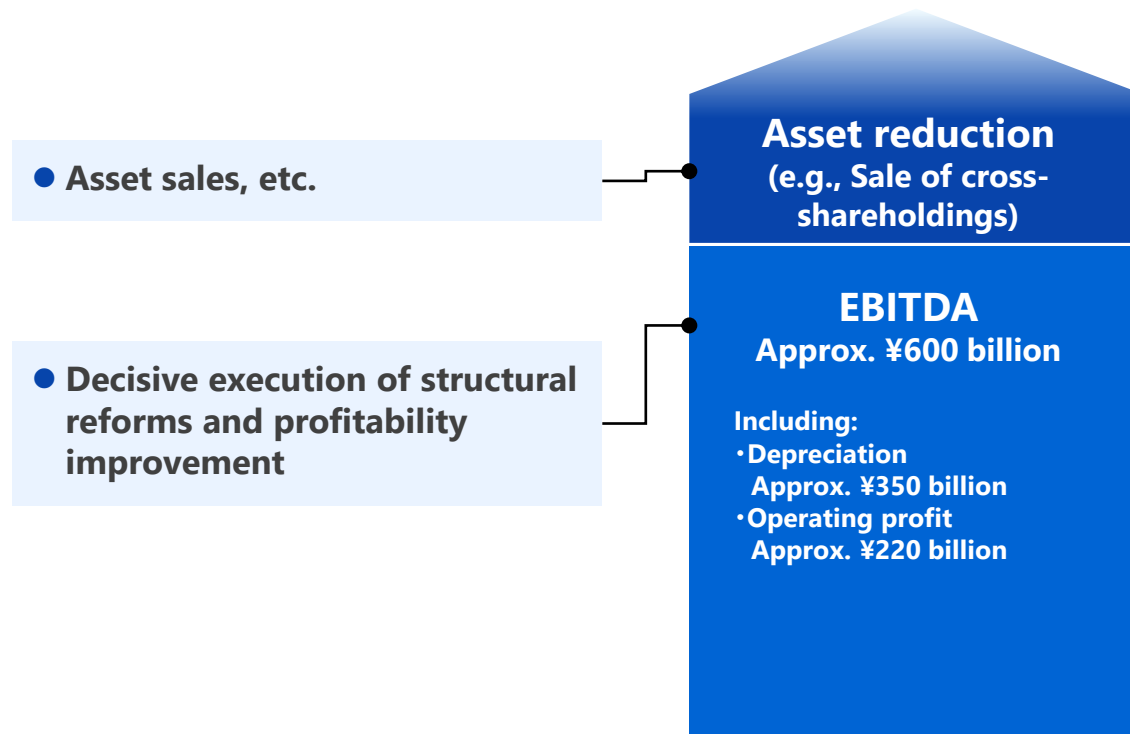 ● Asset sales, etc.
● Decisive execution of structural
reforms and profitability
improvement
Asset reduction
(e.g., Sale of cross-
shareholdings)
EBITDA
Approx. ¥600 billion
Including:
・Depreciation
Approx. ¥350 billion
・Operating profit
Approx. ¥220 billion